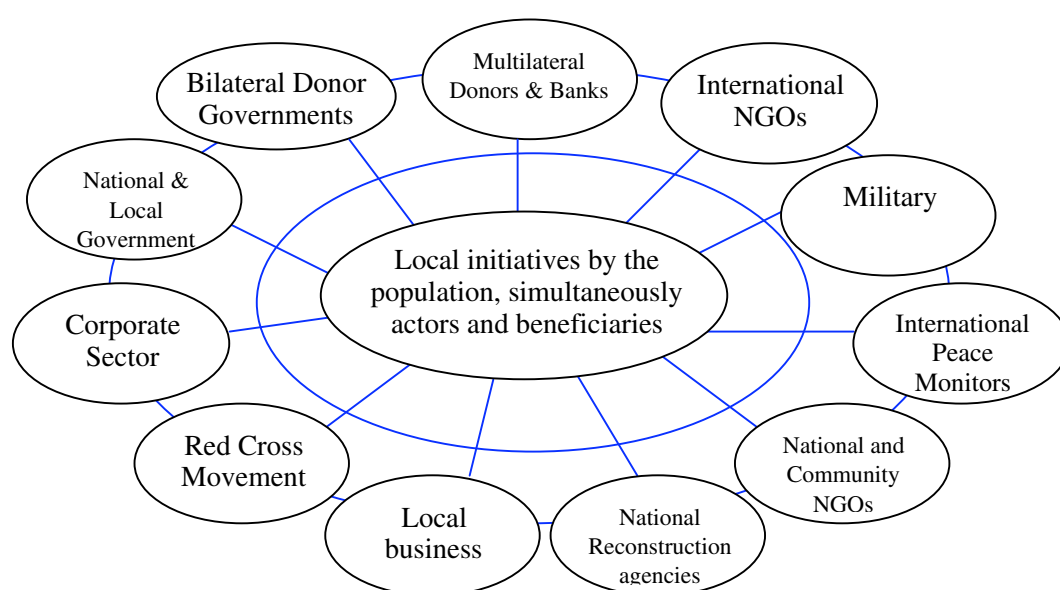 Multilateral
Donors & Banks
Bilateral Donor
Governments
International
NGOs
National &
Local
Government
Military
Local initiatives by the
population, simultaneously
actors and beneficiaries
Corporate
Sector
International
Peace
Monitors
Red Cross
Movement
National and
Community
NGOs
Local
business
National
Reconstruction
agencies